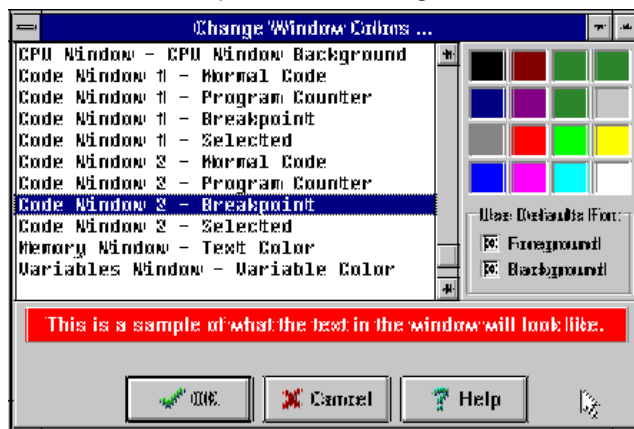 Change Window Colors ...
CPU Window - CPU Window Background
Code Window 1 - Normal Code
Code Window 1 - Program Counter
Code Window 1 - Breakpoint
Code Window 1 - Selected
Code Window 2 - Normal Code
Code Window 2 - Program Counter
Code Window 2 - Breakpoint
Code Window 2 - Selected
Memory Window - Text Color
Variables Window - Variable Color
Use Defaults For:
Foreground
Background
This is a sample of what the text in the window will look like.
OK
Cancel
Help